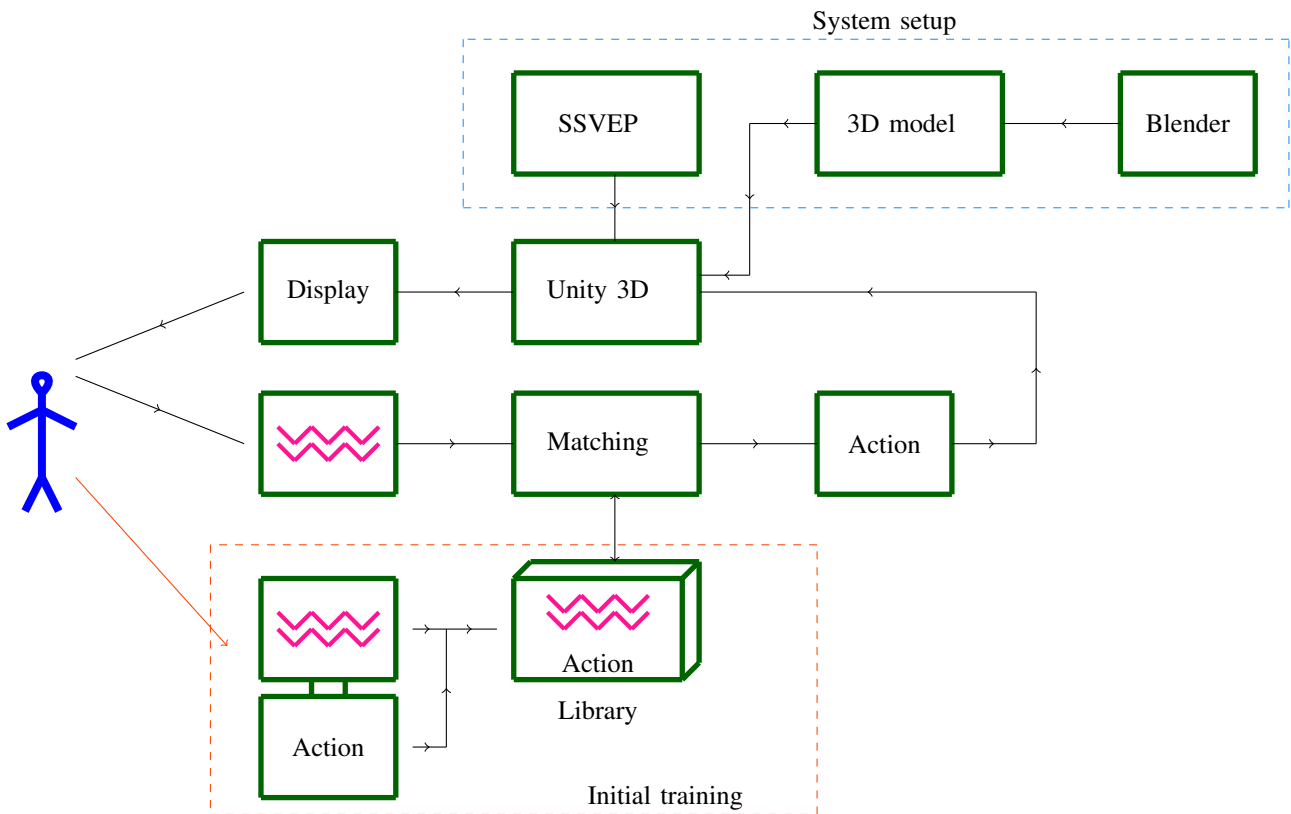 System setup
SSVEP
3D model
Blender
Display
Unity 3D
Matching
Action
Action
Library
Action
Initial training